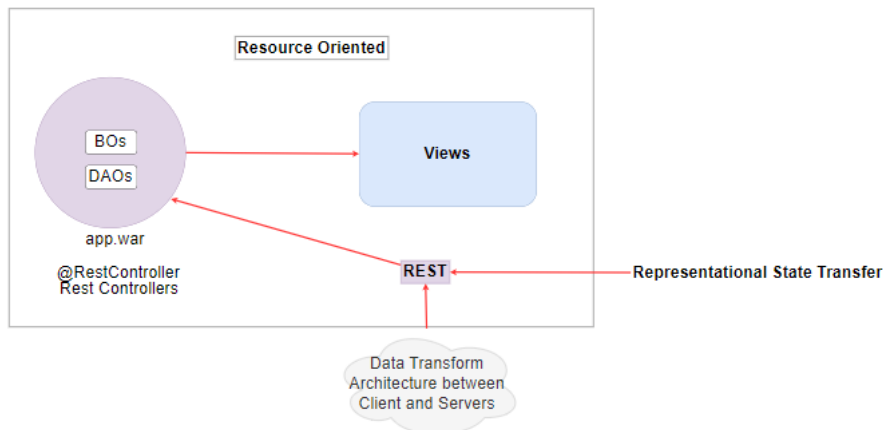 Resource Oriented
BOs
DAOs
Views
app.war
@RestController
Rest Controllers
REST
Representational State Transfer
Data Transform
Architecture between
Client and Servers